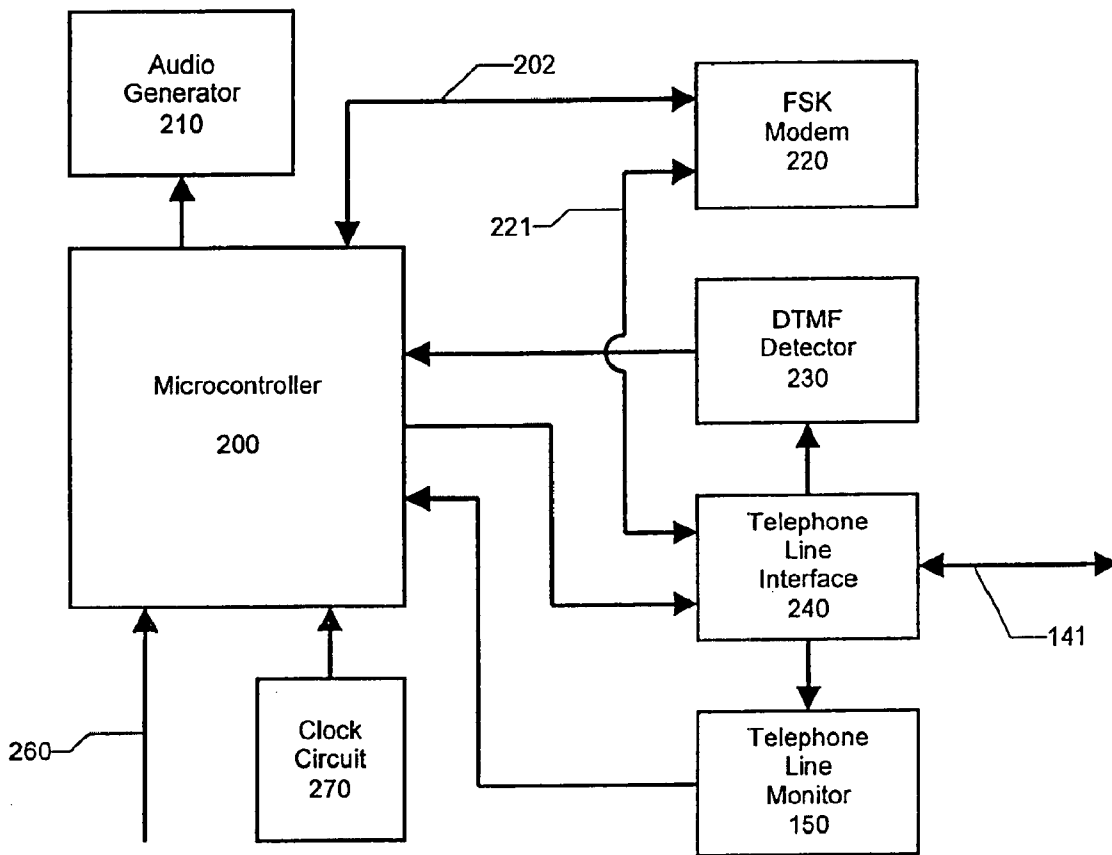 Audio
Generator
210
202
FSK
Modem
220
221
DTMF
Detector
230
Microcontroller
200
Telephone
Line
Interface
240
141
260
Clock
Circuit
270
Telephone
Line
Monitor
150